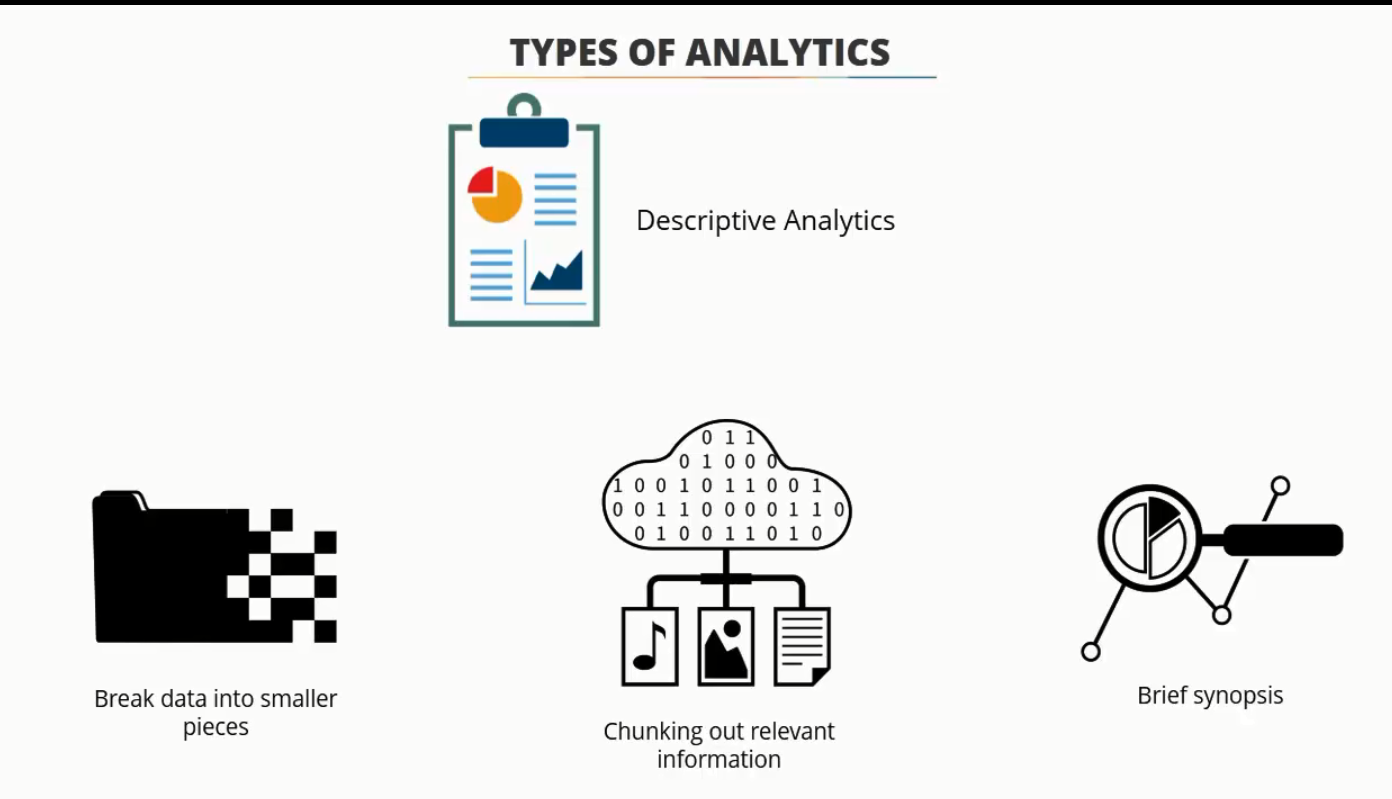 TYPES OF ANALYTICS
Descriptive Analytics
0 1 1
0 1 0 0 0
1 0 0 1 0 1 1 0 0 1
0 0 1 1 0 0 0 0 1 1 0
0 1 0 0 1 1 0 1 0
Break data into smaller
pieces
Chunking out relevant
information
Brief synopsis